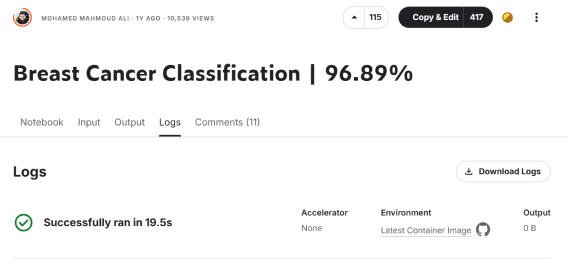 MOHAMED MAHMOUD ALI · 1Y AGO · 10,539 VIEWS
115
Copy & Edit 417
Breast Cancer Classification | 96.89%
Notebook Input Output Logs Comments (11)
Logs
Download Logs
Successfully ran in 19.5s
Accelerator
None
Environment
Latest Container Image
Output
0 B